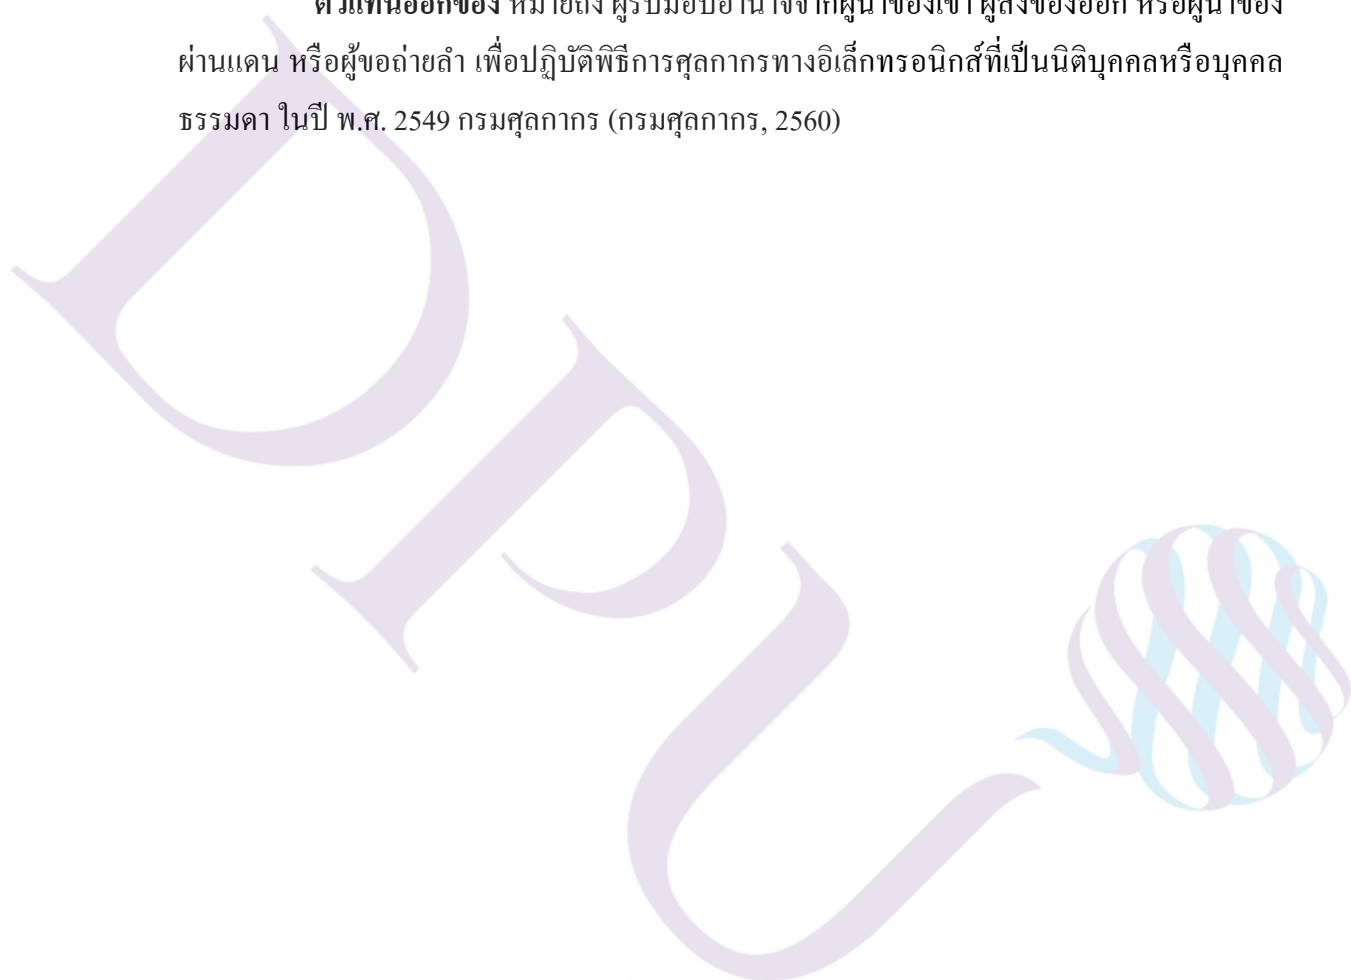 ตัวแทนออกของ หมายถึง ผู้รับมอบอำนาจจากผู้นำของเข้า ผู้ส่งของออก หรือผู้นำของ
ผ่านแดน หรือผู้ขอถ่ายลำ เพื่อปฏิบัติพิธีการศุลกากรทางอิเล็กทรอนิกส์ที่เป็นนิติบุคคลหรือบุคคล
ธรรมดา ในปี พ.ศ. 2549 กรมศุลกากร (กรมศุลกากร, 2560)
DPU